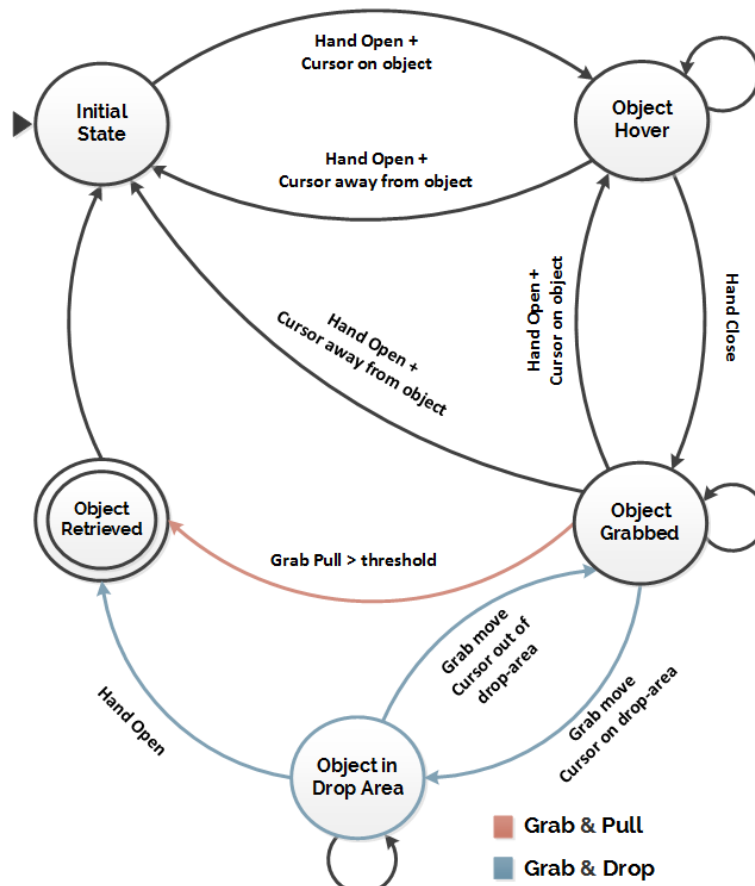 Hand Open +
Cursor on object
Initial
State
Object
Hover
Hand Open +
Cursor away from object
Hand Open +
Cursor on object
Hand Close
Hand Open +
Cursor away from object
Object
Retrieved
Object
Grabbed
Grab Pull > threshold
Grab move
Cursor out of
drop-area
Grab move
Cursor on drop-area
Hand Open
Object in
Drop Area
Grab & Pull
Grab & Drop